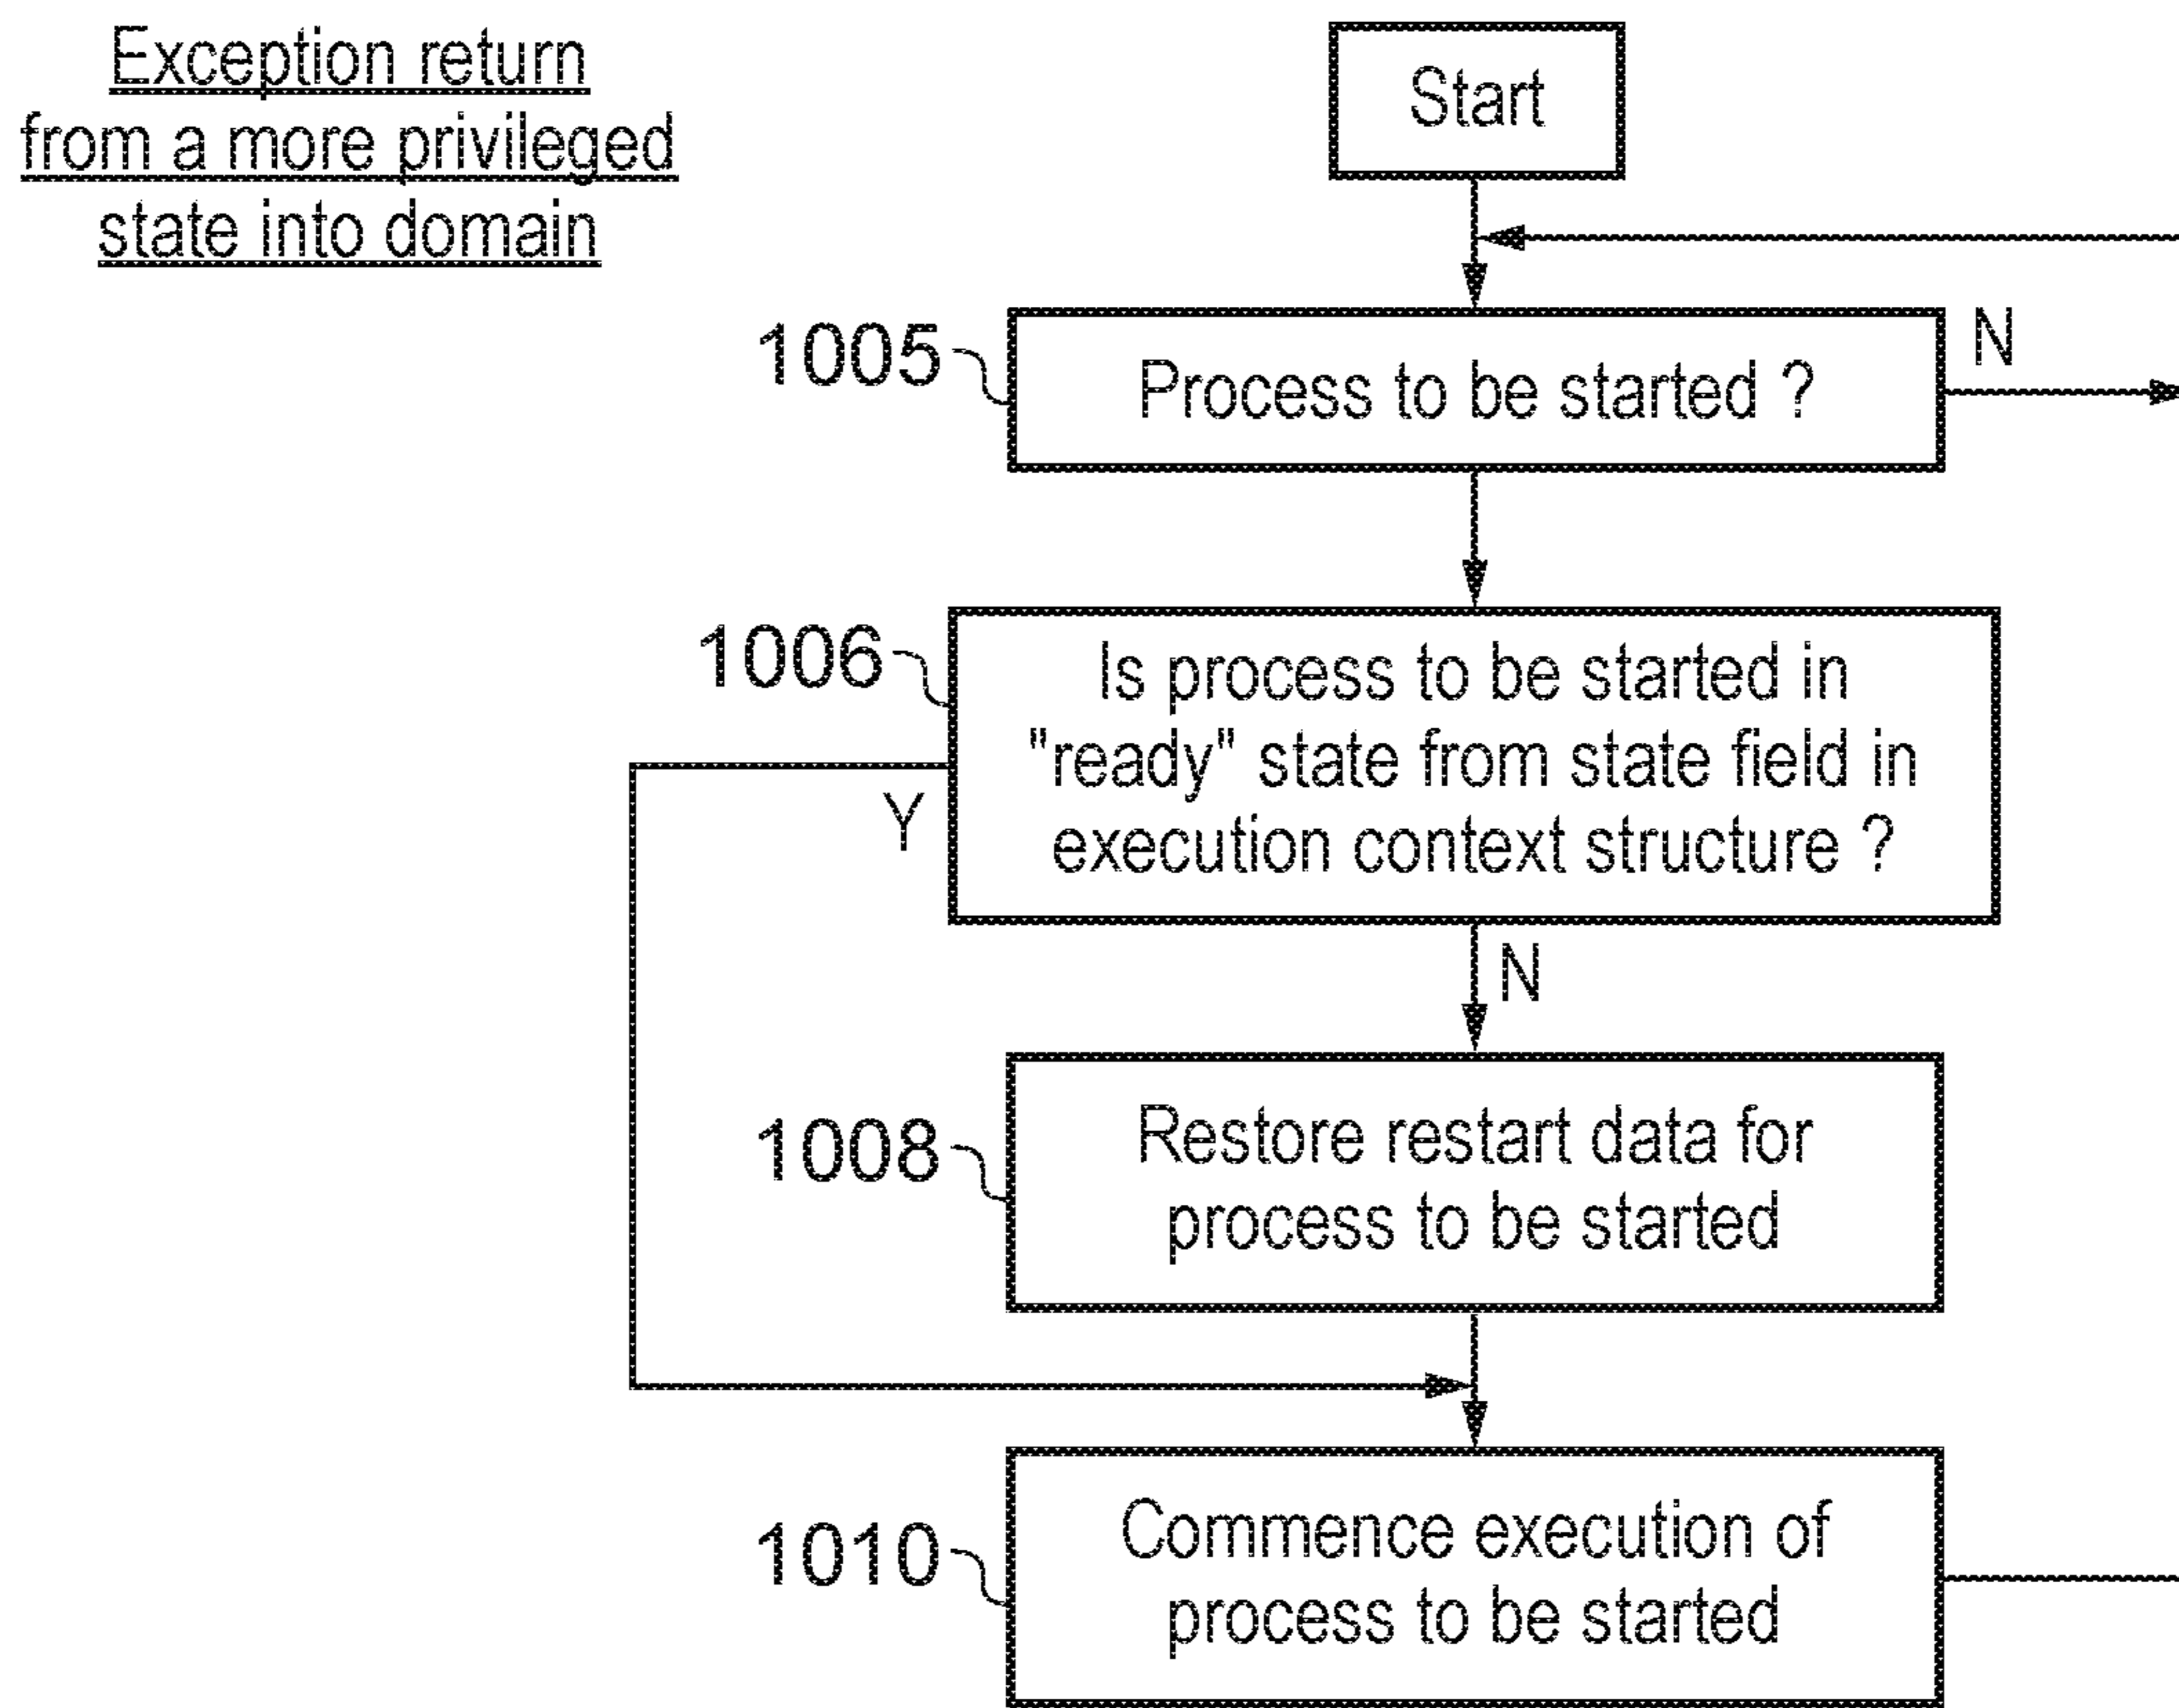 Exception return
from a more privileged
state into domain
Start
1005
Process to be started ?
N
1006
Is process to be started in
"ready" state from state field in
execution context structure ?
Y
N
1008
Restore restart data for
process to be started
1010
Commence execution of
process to be started